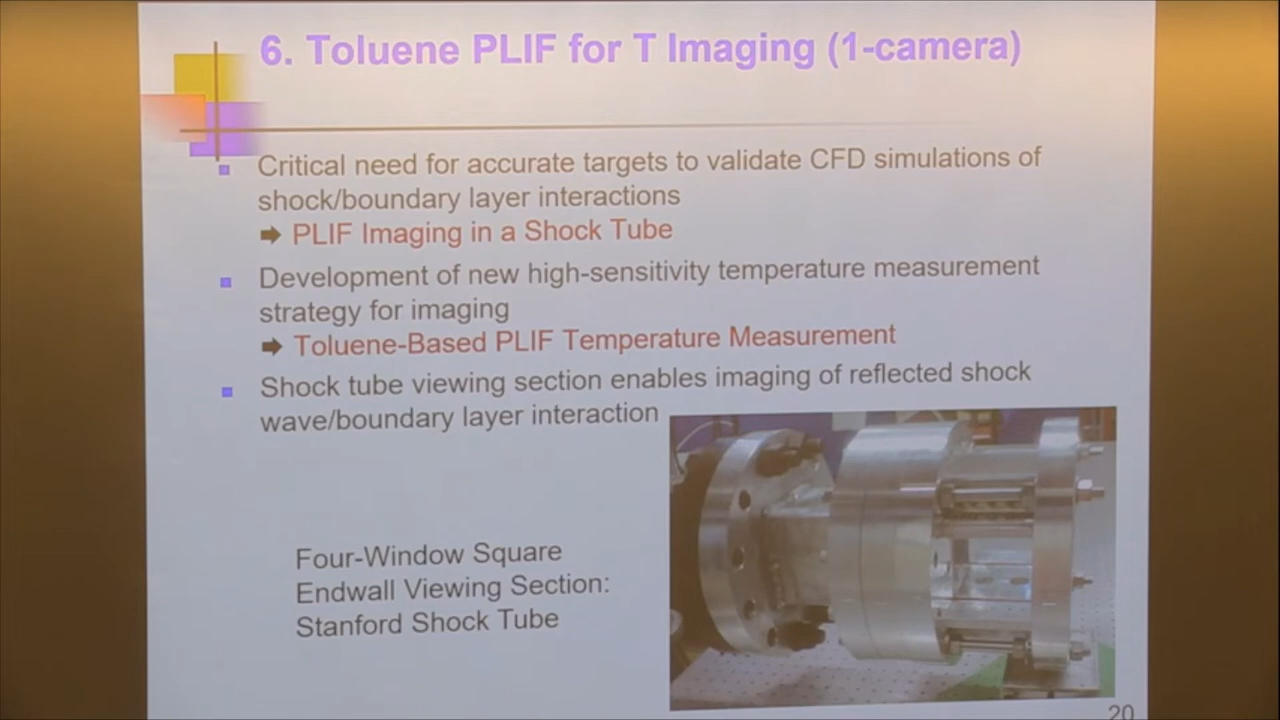 6. Toluene PLIF for T Imaging (1-camera)
Critical need for accurate targets to validate CFD simulations of
shock/boundary layer interactions
➡ PLIF Imaging in a Shock Tube
Development of new high-sensitivity temperature measurement
strategy for imaging
➡ Toluene-Based PLIF Temperature Measurement
Shock tube viewing section enables imaging of reflected shock
wave/boundary layer interaction
Four-Window Square
Endwall Viewing Section:
Stanford Shock Tube
20